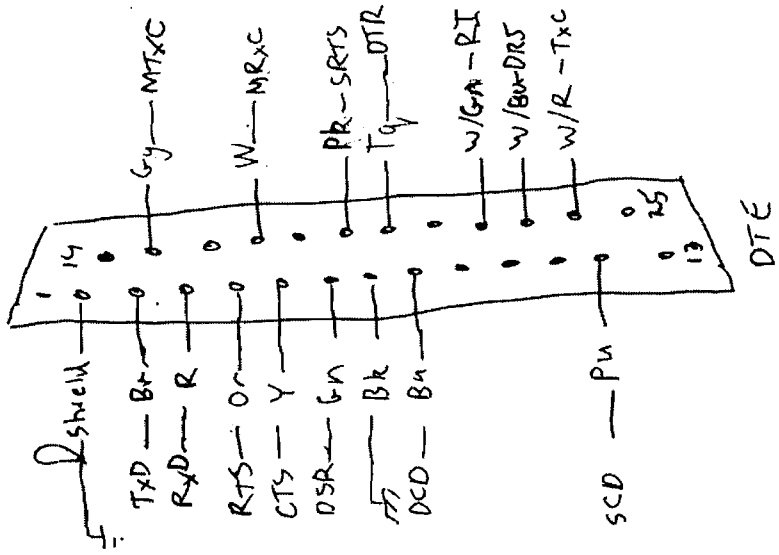 Gy — MTxC
W — MRxC
Pk — SRTS
Tq — DTR
W/Gn - RI
W/Bu - DRS
W/R - TxC
14
25
1
13
shield
TxD — Br
RxD — R
RTS — Or
CTS — Y
DSR — Gn
Bk
DCD — Bu
SCD — Pu
DTE